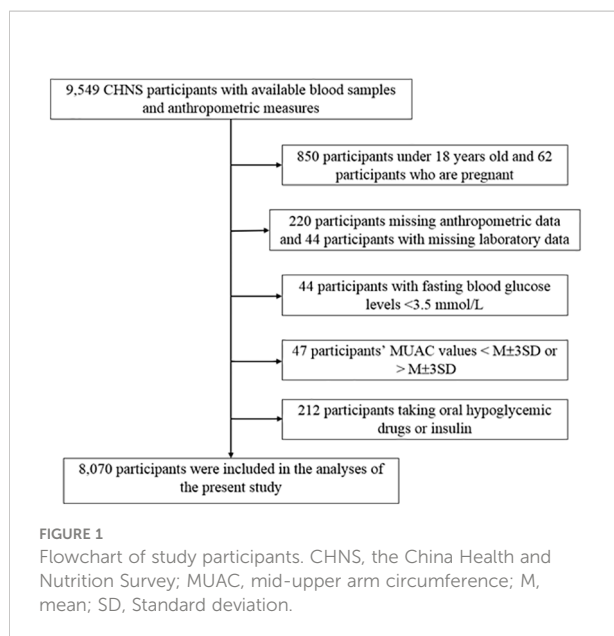 9,549 CHNS participants with available blood samples
and anthropometric measures
850 participants under 18 years old and 62
participants who are pregnant
220 participants missing anthropometric data
and 44 participants with missing laboratory data
44 participants with fasting blood glucose
levels <3.5 mmol/L
47 participants' MUAC values < M±3SD or
> M±3SD
212 participants taking oral hypoglycemic
drugs or insulin
8,070 participants were included in the analyses of
the present study
FIGURE 1
Flowchart of study participants. CHNS, the China Health and
Nutrition Survey; MUAC, mid-upper arm circumference; M,
mean; SD, Standard deviation.